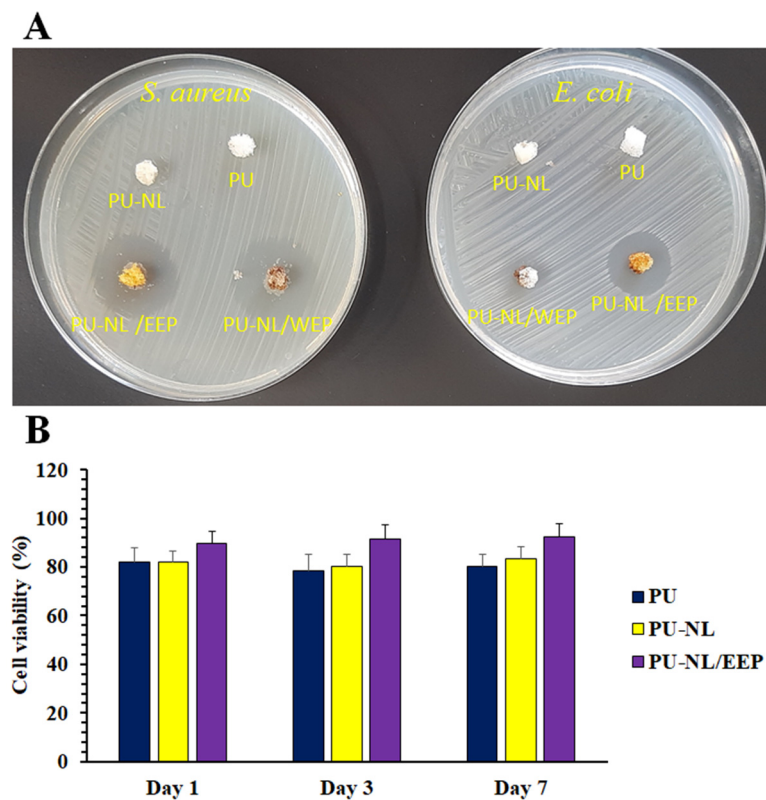 A
S. aureus
E. coli
PU-NL
PU
PU-NL
PU
PU-NL /EEP
PU-NL/WEP
PU-NL/WEP
PU-NL /EEP
B
Cell viability (%)
120
100
80
60
40
20
0
Day 1
Day 3
Day 7
PU
PU-NL
PU-NL/EEP